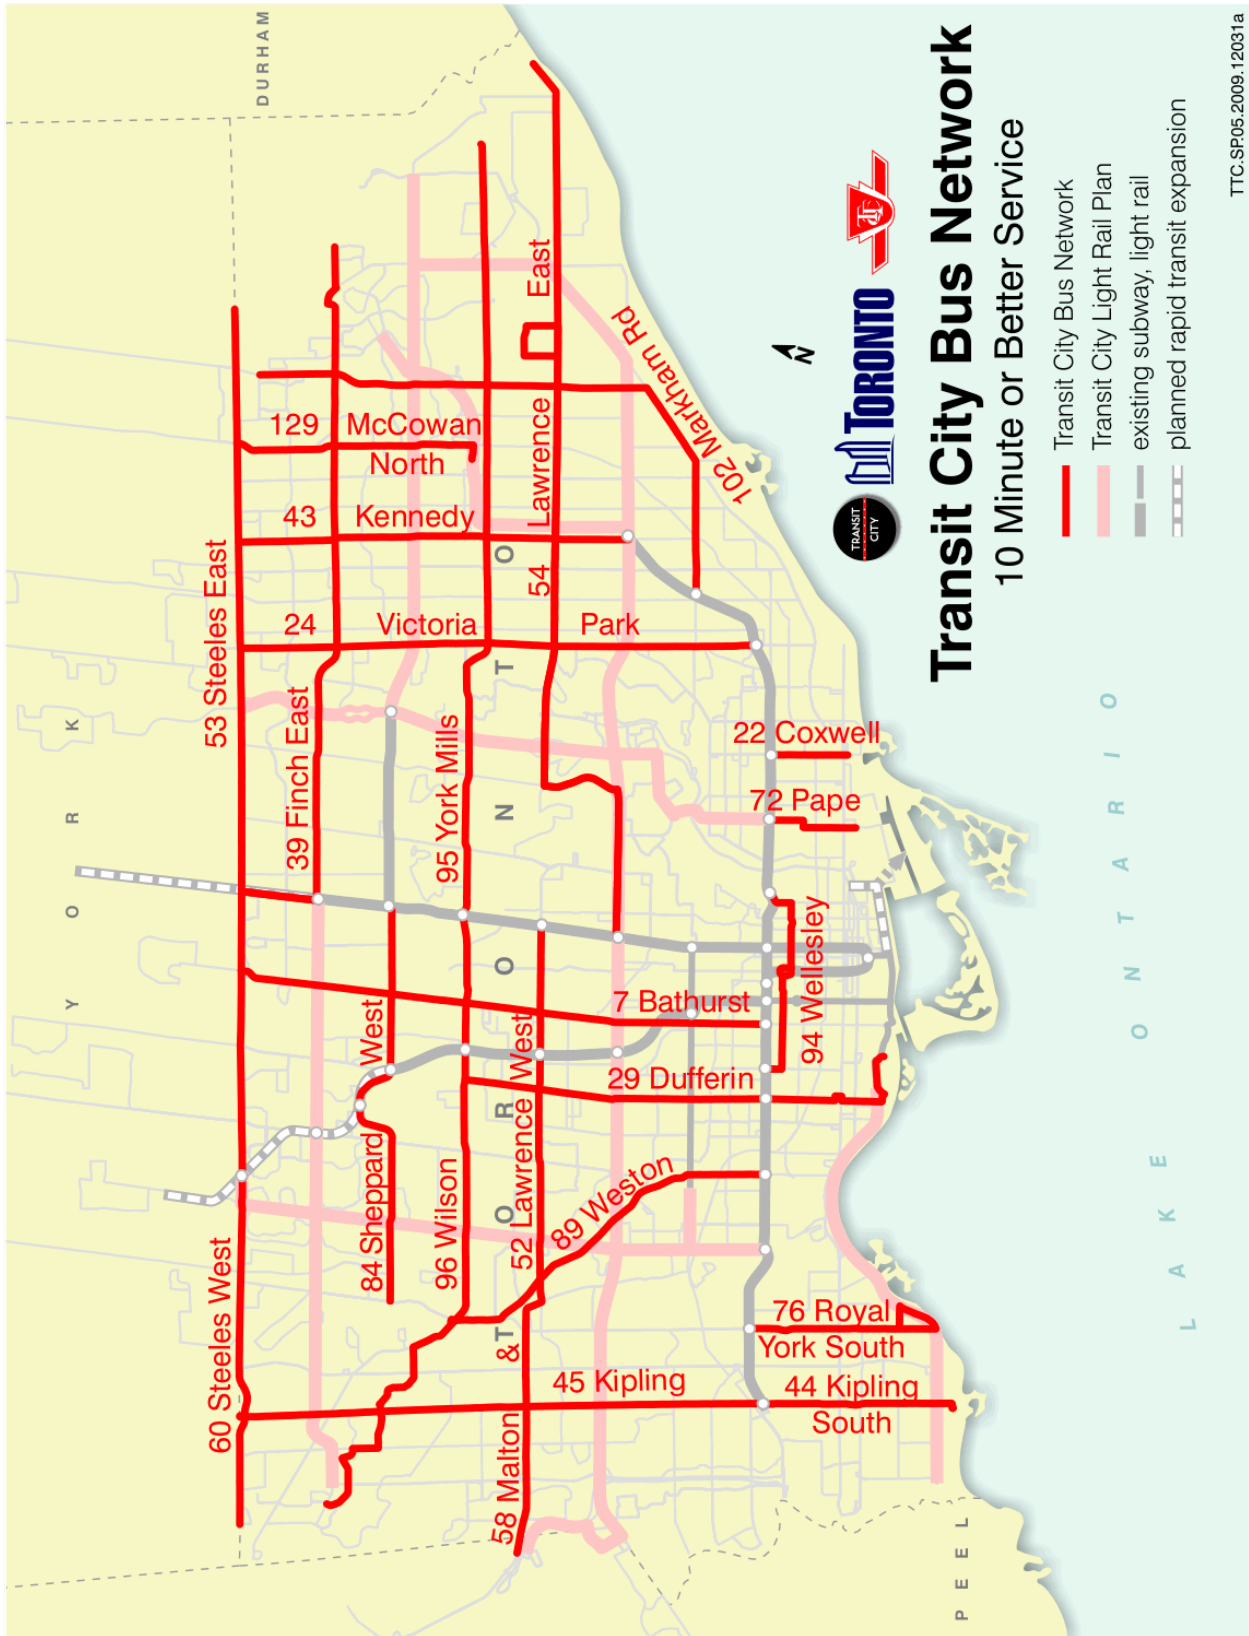 DURHAM
Y O R K
PEEL
T O R O N T O
LAKE ONTARIO
53 Steeles East
60 Steeles West
39 Finch East
84 Sheppard West
95 York Mills
96 Wilson
54 Lawrence East
52 Lawrence West
& 58 Malton
89 Weston
129 McCowan
North
43 Kennedy
24 Victoria Park
102 Markham Rd
22 Coxwell
72 Pape
94 Wellesley
7 Bathurst
29 Dufferin
76 Royal
York South
45 Kipling
44 Kipling
South
N
TRANSIT
CITY
TORONTO
TTC
Transit City Bus Network
10 Minute or Better Service
Transit City Bus Network
Transit City Light Rail Plan
existing subway, light rail
planned rapid transit expansion
TTC.SP.05.2009.12031a